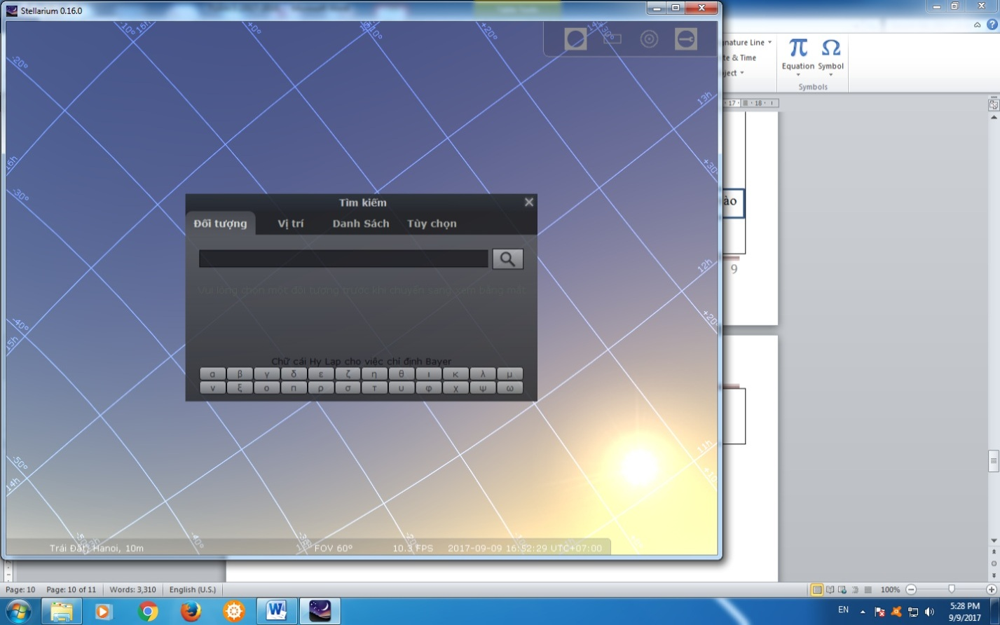 Stellarium 0.16.0
-10°
15h
+0°
+10°
+20°
+30°
-20°
13h
16h
+30°
-30°
nature Line
te & Time
ject
Equation
Symbol
Symbols
17
18
Tìm kiếm
Đối tượng
Vị trí
Danh Sách
Tùy chọn
ào
9
Vui lòng chọn một đối tượng trước khi chuyển sang xem bằng mắt
12h
+20°
-40°
15h
Chữ cái Hy Lạp cho việc chỉ định Bayer
α β γ δ ε ζ η θ ι κ λ μ
ν ξ ο π ρ σ τ υ φ χ ψ ω
11h
-50°
14h
-40°
Trái Đất, Hanoi, 10m
FOV 60°
10.3 FPS
2017-09-09 16:52:29 UTC+07:00
Page: 10
Page: 10 of 11
Words: 3,310
English (U.S.)
100%
EN
5:28 PM
9/9/2017